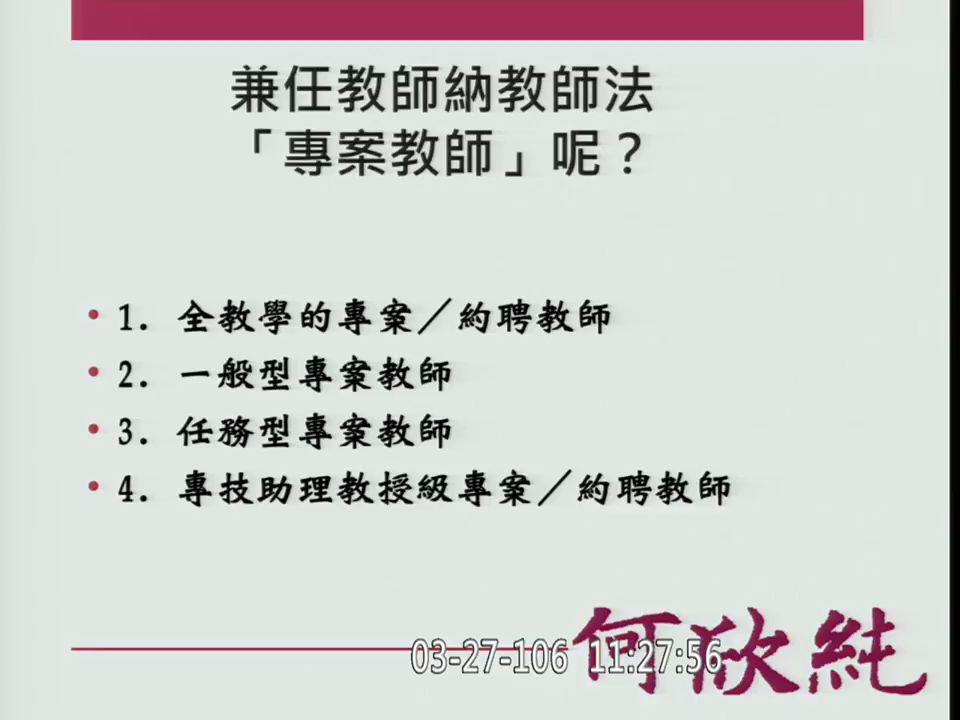 兼任教師納教師法
「專案教師」呢？
• 1. 全教學的專案／約聘教師
• 2. 一般型專案教師
• 3. 任務型專案教師
• 4. 專技助理教授級專案／約聘教師
何欣純
03-27-106 11:27:56